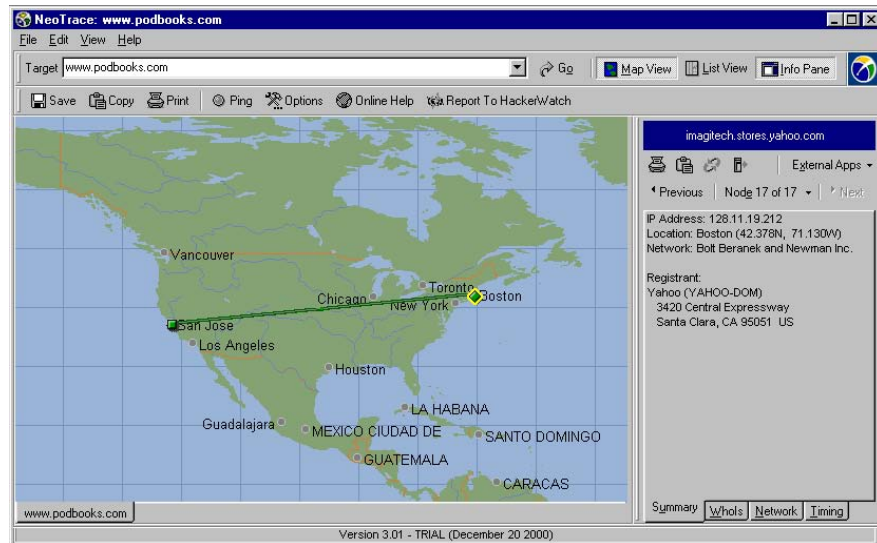 NeoTrace: www.podbooks.com
File Edit View Help
Target www.podbooks.com Go Map View List View Info Pane
Save Copy Print Ping Options Online Help Report To HackerWatch
imagitech.stores.yahoo.com
External Apps
Previous Node 17 of 17 Next
IP Address: 128.11.19.212
Location: Boston (42.378N, 71.130W)
Network: Bolt Beranek and Newman Inc.
Registrant:
Yahoo (YAHOO-DOM)
3420 Central Expressway
Santa Clara, CA 95051 US
Vancouver
Toronto
Chicago
Boston
New York
San Jose
Los Angeles
Houston
LA HABANA
Guadalajara
MEXICO CIUDAD DE
SANTO DOMINGO
GUATEMALA
CARACAS
www.podbooks.com
Summary WhoIs Network Timing
Version 3.01 - TRIAL (December 20 2000)